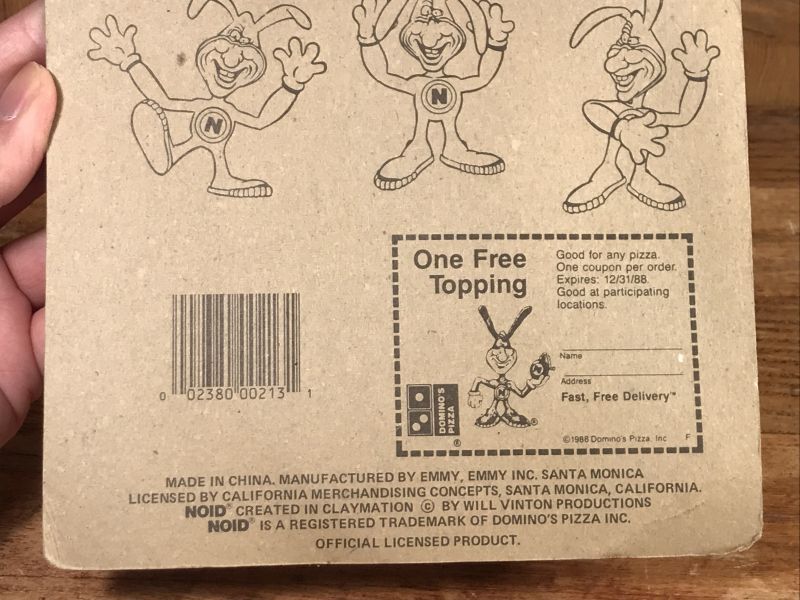 N
N
One Free
Topping
Good for any pizza.
One coupon per order.
Expires: 12/31/88.
Good at participating
locations.
Name
Address
Fast, Free Delivery™
DOMINO'S
PIZZA
®
N
N
®
©1986 Domino's Pizza. Inc F
0 02380 00213 1
MADE IN CHINA. MANUFACTURED BY EMMY, EMMY INC. SANTA MONICA
LICENSED BY CALIFORNIA MERCHANDISING CONCEPTS, SANTA MONICA, CALIFORNIA.
NOID® CREATED IN CLAYMATION © BY WILL VINTON PRODUCTIONS
NOID® IS A REGISTERED TRADEMARK OF DOMINO'S PIZZA INC.
OFFICIAL LICENSED PRODUCT.